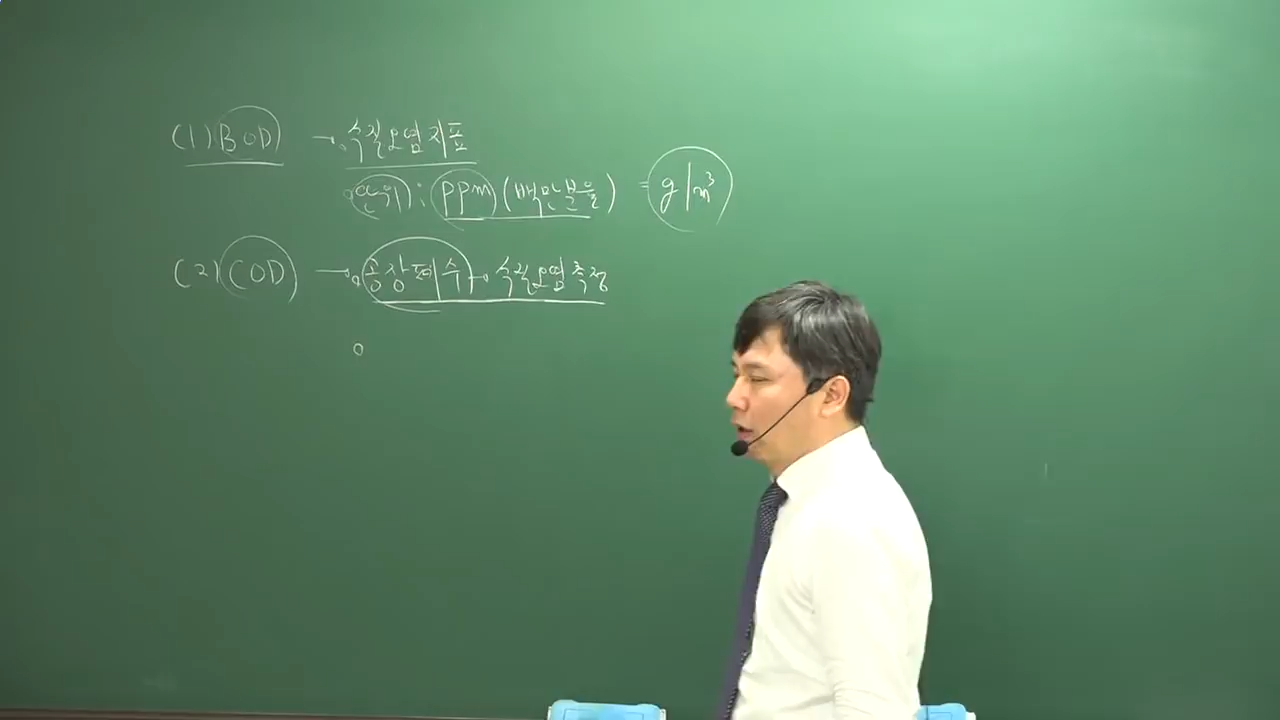 (1) BOD → 수질오염지표
단위 : ppm (백만분율) = g/m³
(2) COD → 공장폐수 → 수질오염측정